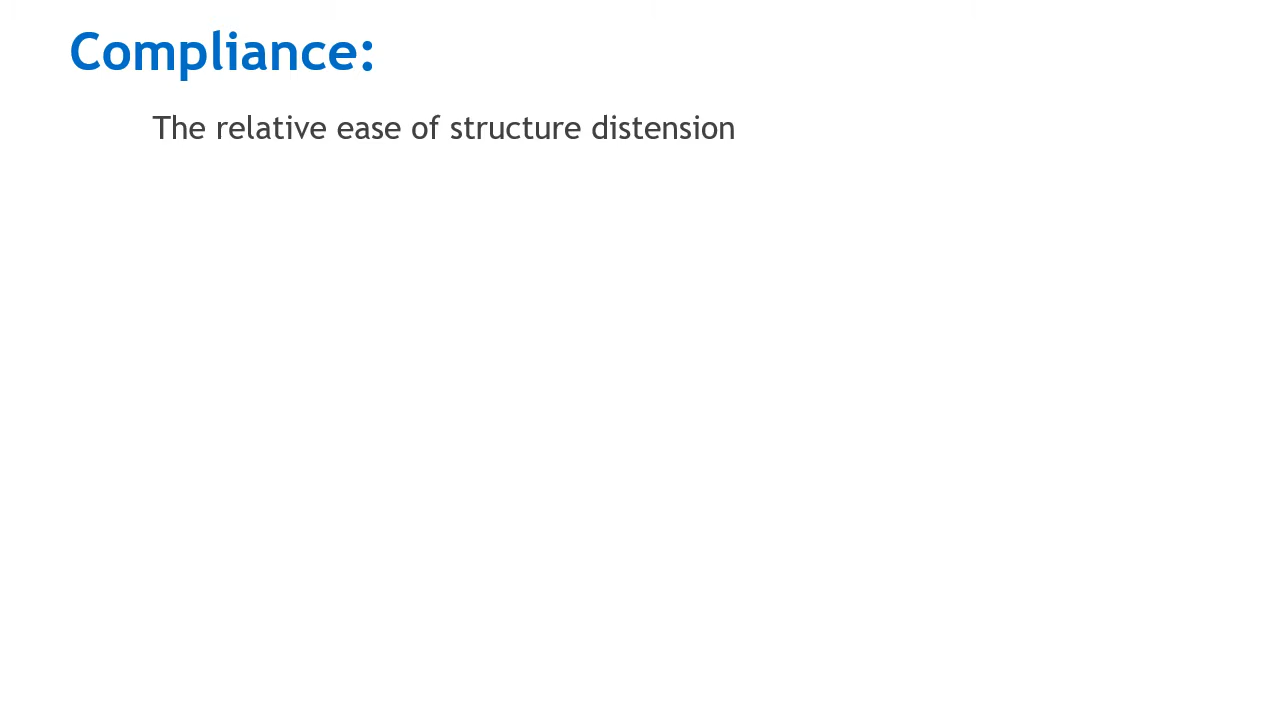 Compliance:
The relative ease of structure distension